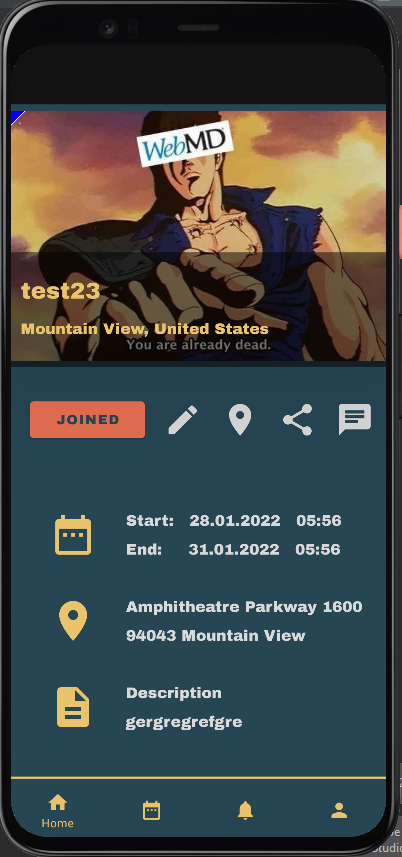 WebMD
test23
Mountain View, United States
You are already dead.
JOINED
Start: 28.01.2022 05:56
End: 31.01.2022 05:56
Amphitheatre Parkway 1600
94043 Mountain View
Description
gergregrefgre
Home